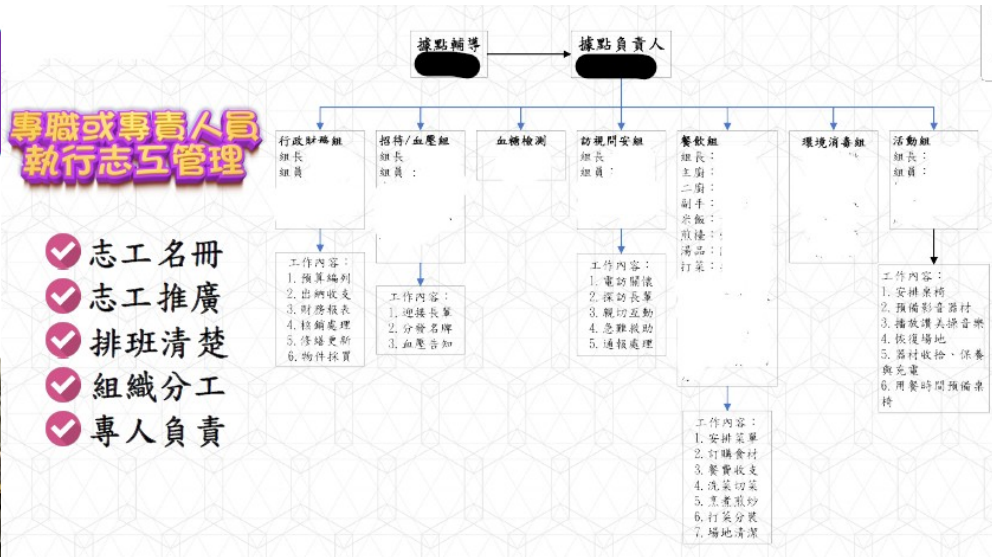 專職或專責人員
執行志工管理
志工名冊
志工推廣
排班清楚
組織分工
專人負責
據點輔導
據點負責人
行政財務組
組長
組員
工作內容：
1. 預算編列
2. 出納收支
3. 財務報表
4. 核銷處理
5. 修繕更新
6. 物件採買
招待/血壓組
組長
組員：
工作內容：
1. 迎接長輩
2. 分發名牌
3. 血壓告知
血糖檢測
訪視問安組
組長
組員：
工作內容：
1. 電訪關懷
2. 探訪長輩
3. 親切互動
4. 急難救助
5. 通報處理
餐飲組
組長：
主廚：
二廚：
副手：
米飯：
煎檯：
湯品：
打菜：
工作內容：
1. 安排菜單
2. 訂購食材
3. 餐費收支
4. 洗菜切菜
5. 烹煮煎炒
6. 打菜分裝
7. 場地清潔
環境消毒組
活動組
組長：
組員：
工作內容：
1. 安排桌椅
2. 預備影音器材
3. 播放讚美操音樂
4. 恢復場地
5. 器材收拾、保養
與充電
6. 用餐時間預備桌
椅